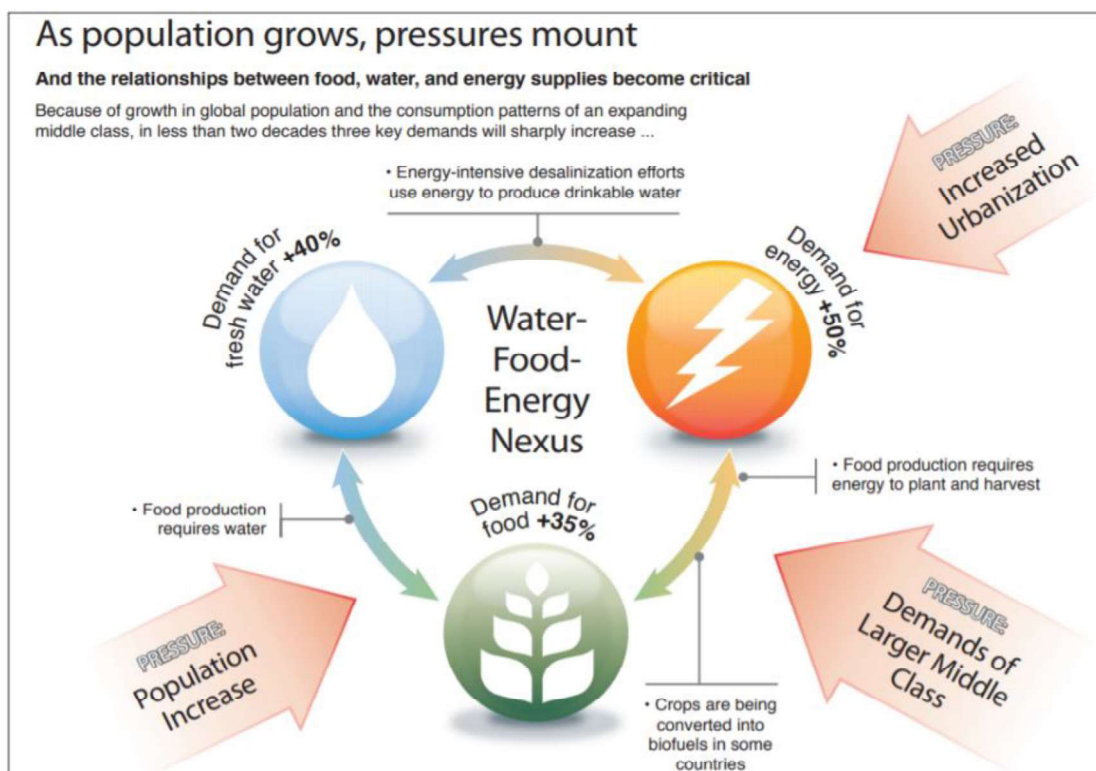 As population grows, pressures mount
And the relationships between food, water, and energy supplies become critical
Because of growth in global population and the consumption patterns of an expanding
middle class, in less than two decades three key demands will sharply increase ...
• Energy-intensive desalinization efforts
use energy to produce drinkable water
PRESSURE:
Increased
Urbanization
Demand for
fresh water +40%
Demand for
energy +50%
Water-
Food-
Energy
Nexus
• Food production
requires water
Demand for
food +35%
• Food production requires
energy to plant and harvest
PRESSURE:
Population
Increase
PRESSURE:
Demands of
Larger Middle
Class
• Crops are being
converted into
biofuels in some
countries